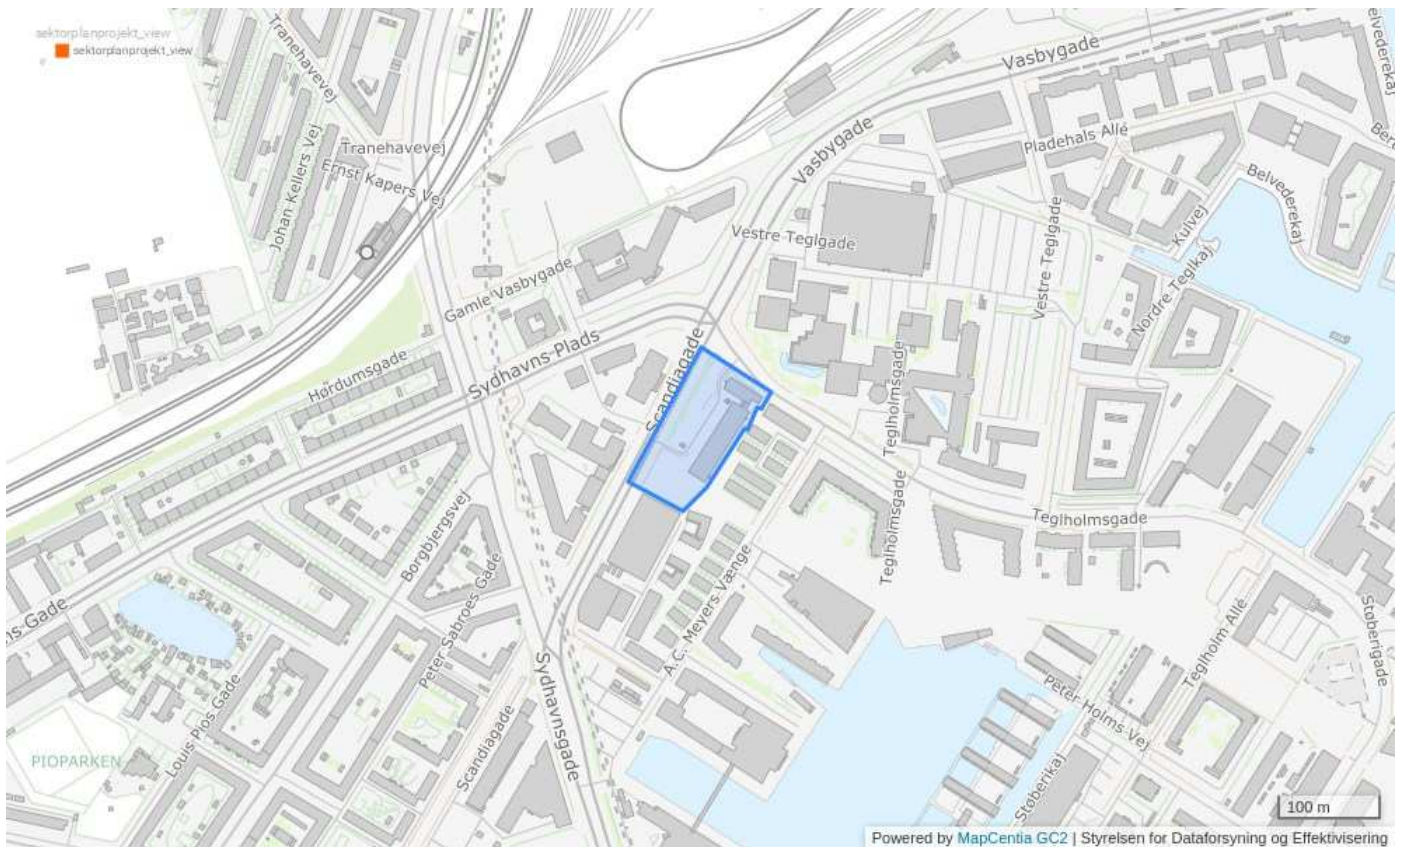 sektorplanprojekt_view
sektorplanprojekt_view
Tranehavevej
Vasbygade
Belvederekaj
Johan Kellers Vej
Tranehavevej
Ernst Kapers Vej
Vasbygade
Pladehals Allé
Belvederekaj
Kulvej
Vestre Teglgade
Vestre Teglgade
Nordre Teglkaj
Gamle Vasbygade
Sydhavns Plads
Hørdumsgade
Scandiagade
Teglholmsgade
Borgbjergsvej
Teglholmsgade
Teglholmsgade
Peter Sabroes Gade
A.C. Meyers Vænge
ns-Gade
Støberigade
Teglholm Allé
Sydhavnsgade
Louis Pios Gade
Scandiagade
Peter Holms Vej
PIOPARKEN
Støberikaj
100 m
Powered by MapCentia GC2 | Styrelsen for Dataforsyning og Effektivisering